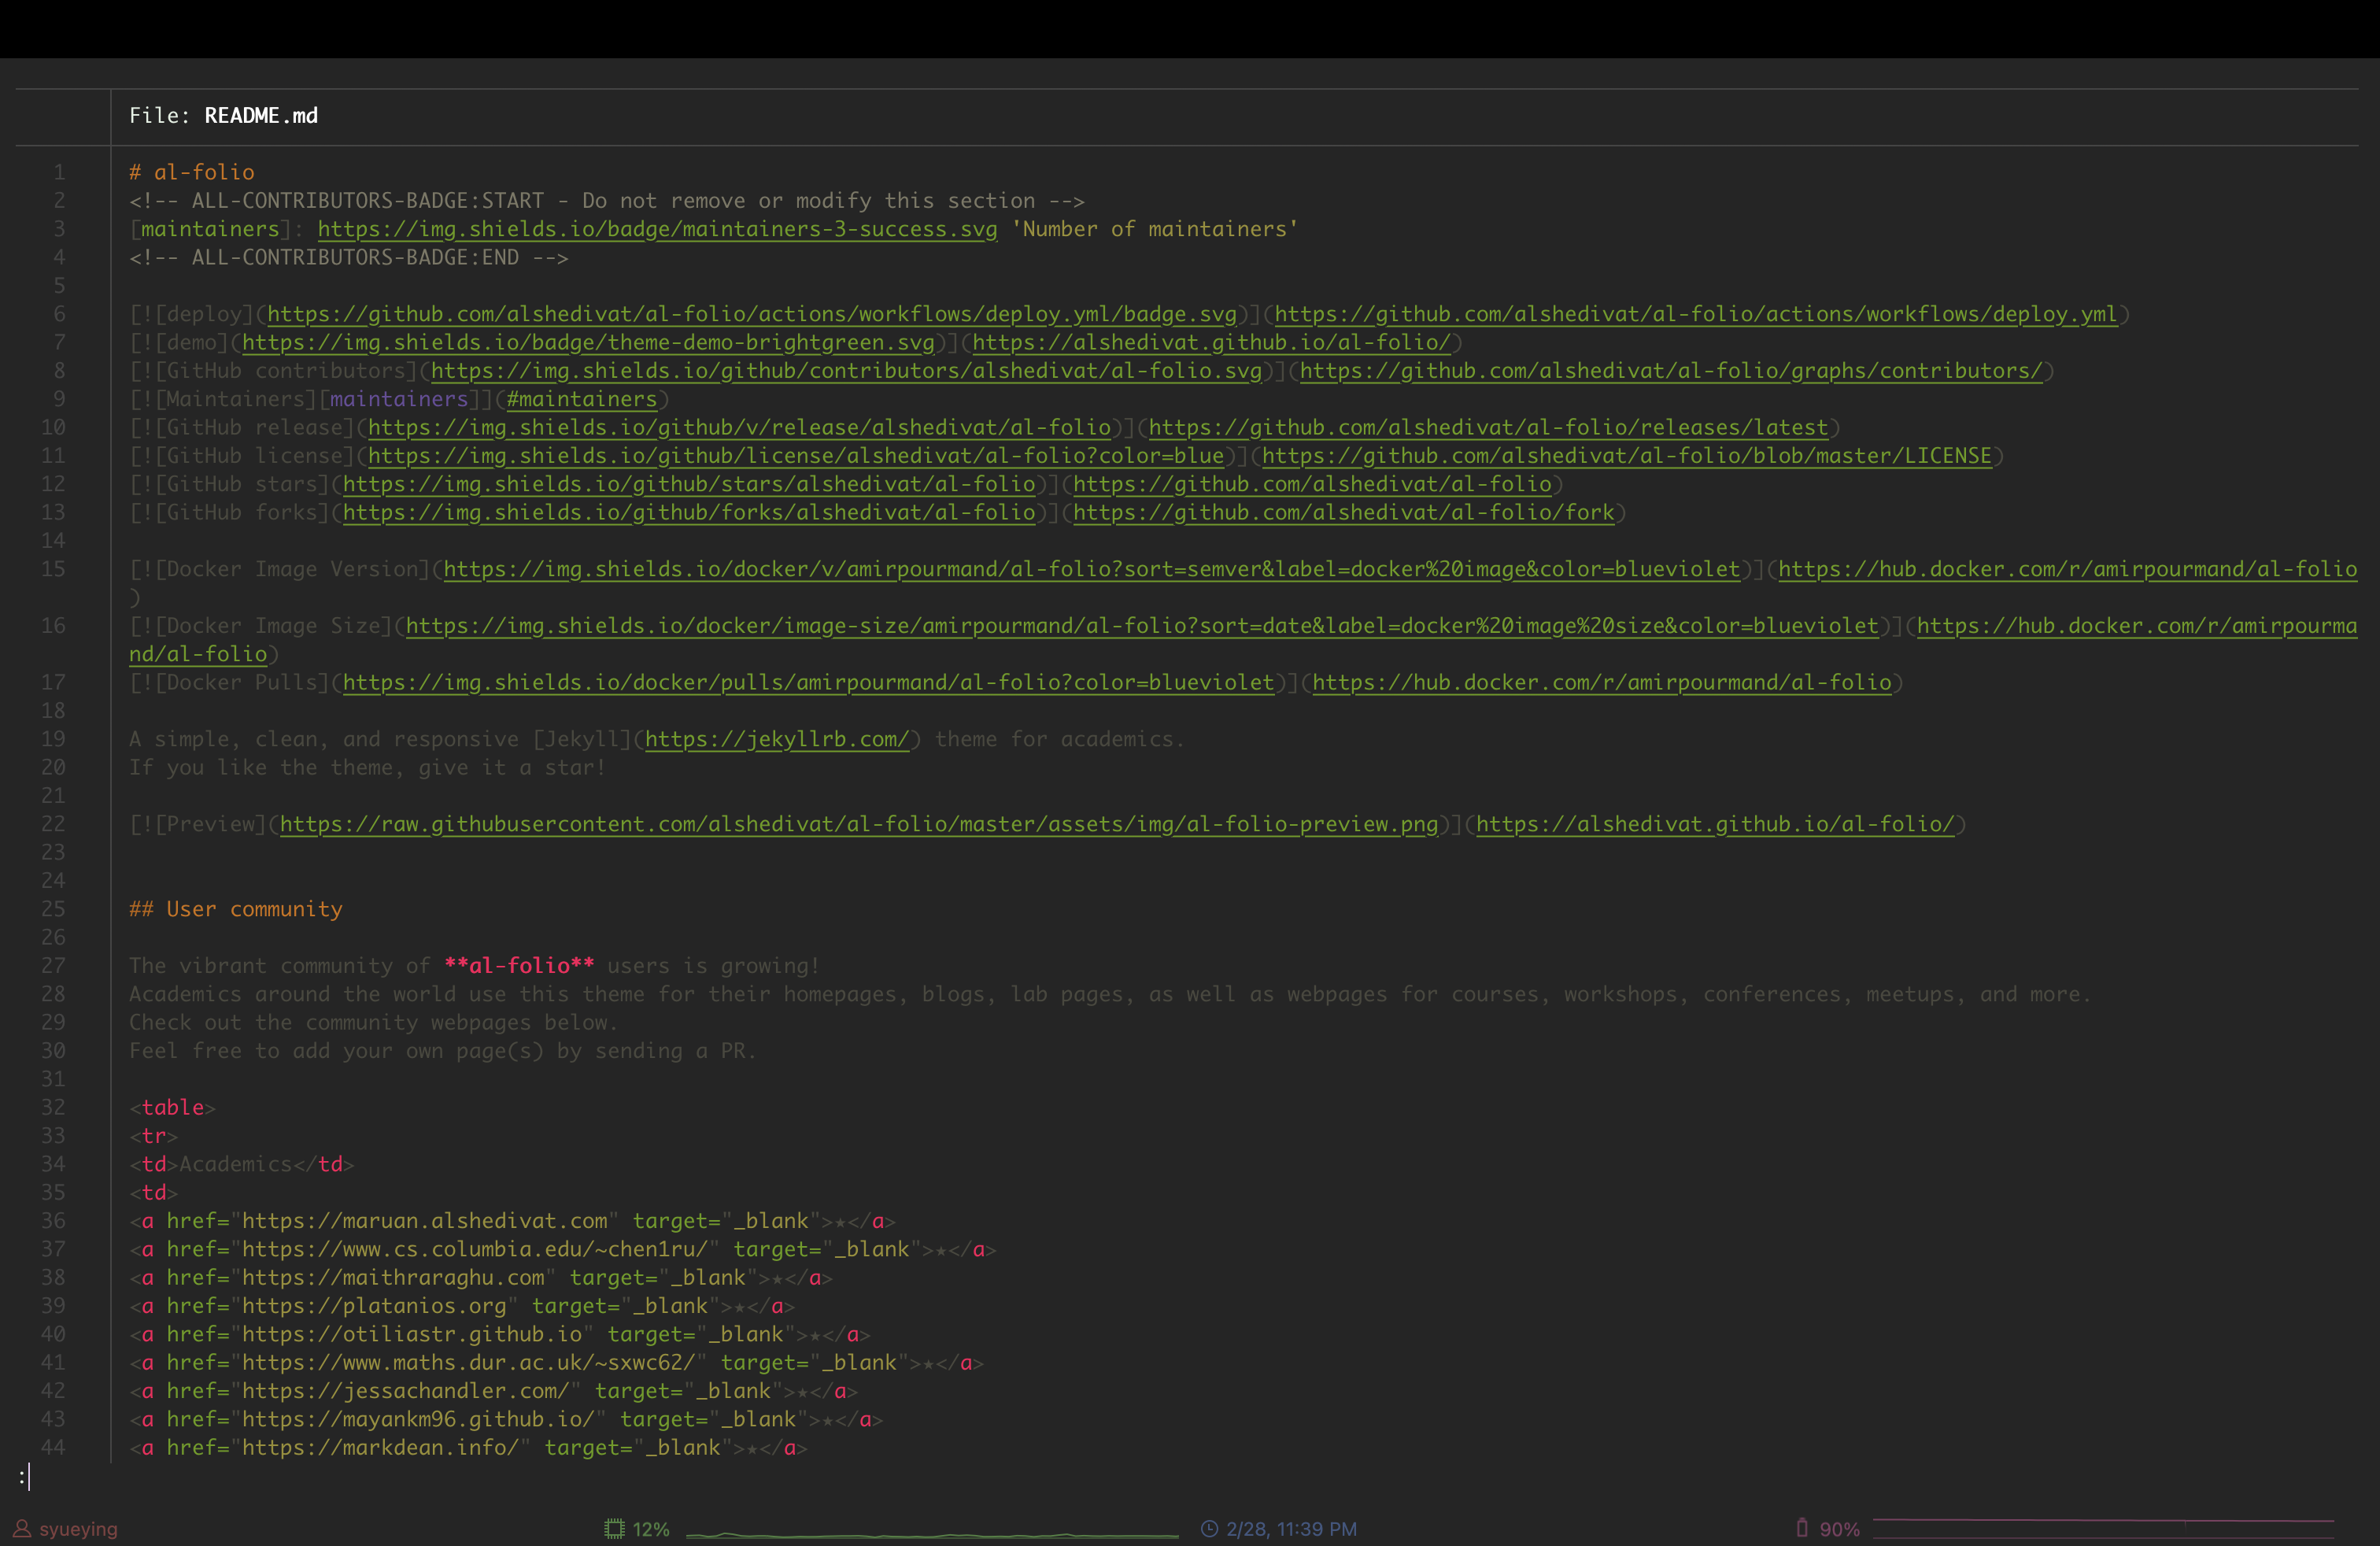 File: README.md
1 # al-folio
2 <!-- ALL-CONTRIBUTORS-BADGE:START - Do not remove or modify this section -->
3 [maintainers]: https://img.shields.io/badge/maintainers-3-success.svg 'Number of maintainers'
4 <!-- ALL-CONTRIBUTORS-BADGE:END -->
5
6 [![deploy](https://github.com/alshedivat/al-folio/actions/workflows/deploy.yml/badge.svg)](https://github.com/alshedivat/al-folio/actions/workflows/deploy.yml)
7 [![demo](https://img.shields.io/badge/theme-demo-brightgreen.svg)](https://alshedivat.github.io/al-folio/)
8 [![GitHub contributors](https://img.shields.io/github/contributors/alshedivat/al-folio.svg)](https://github.com/alshedivat/al-folio/graphs/contributors/)
9 [![Maintainers][maintainers]](#maintainers)
10 [![GitHub release](https://img.shields.io/github/v/release/alshedivat/al-folio)](https://github.com/alshedivat/al-folio/releases/latest)
11 [![GitHub license](https://img.shields.io/github/license/alshedivat/al-folio?color=blue)](https://github.com/alshedivat/al-folio/blob/master/LICENSE)
12 [![GitHub stars](https://img.shields.io/github/stars/alshedivat/al-folio)](https://github.com/alshedivat/al-folio)
13 [![GitHub forks](https://img.shields.io/github/forks/alshedivat/al-folio)](https://github.com/alshedivat/al-folio/fork)
14
15 [![Docker Image Version](https://img.shields.io/docker/v/amirpourmand/al-folio?sort=semver&label=docker%20image&color=blueviolet)](https://hub.docker.com/r/amirpourmand/al-folio
)
16 [![Docker Image Size](https://img.shields.io/docker/image-size/amirpourmand/al-folio?sort=date&label=docker%20image%20size&color=blueviolet)](https://hub.docker.com/r/amirpourma
nd/al-folio)
17 [![Docker Pulls](https://img.shields.io/docker/pulls/amirpourmand/al-folio?color=blueviolet)](https://hub.docker.com/r/amirpourmand/al-folio)
18
19 A simple, clean, and responsive [Jekyll](https://jekyllrb.com/) theme for academics.
20 If you like the theme, give it a star!
21
22 [![Preview](https://raw.githubusercontent.com/alshedivat/al-folio/master/assets/img/al-folio-preview.png)](https://alshedivat.github.io/al-folio/)
23
24
25 ## User community
26
27 The vibrant community of **al-folio** users is growing!
28 Academics around the world use this theme for their homepages, blogs, lab pages, as well as webpages for courses, workshops, conferences, meetups, and more.
29 Check out the community webpages below.
30 Feel free to add your own page(s) by sending a PR.
31
32 <table>
33 <tr>
34 <td>Academics</td>
35 <td>
36 <a href="https://maruan.alshedivat.com" target="_blank">★</a>
37 <a href="https://www.cs.columbia.edu/~chen1ru/" target="_blank">★</a>
38 <a href="https://maithraraghu.com" target="_blank">★</a>
39 <a href="https://platanios.org" target="_blank">★</a>
40 <a href="https://otiliastr.github.io" target="_blank">★</a>
41 <a href="https://www.maths.dur.ac.uk/~sxwc62/" target="_blank">★</a>
42 <a href="https://jessachandler.com/" target="_blank">★</a>
43 <a href="https://mayankm96.github.io/" target="_blank">★</a>
44 <a href="https://markdean.info/" target="_blank">★</a>
:
syueying 12% 2/28, 11:39 PM 90%